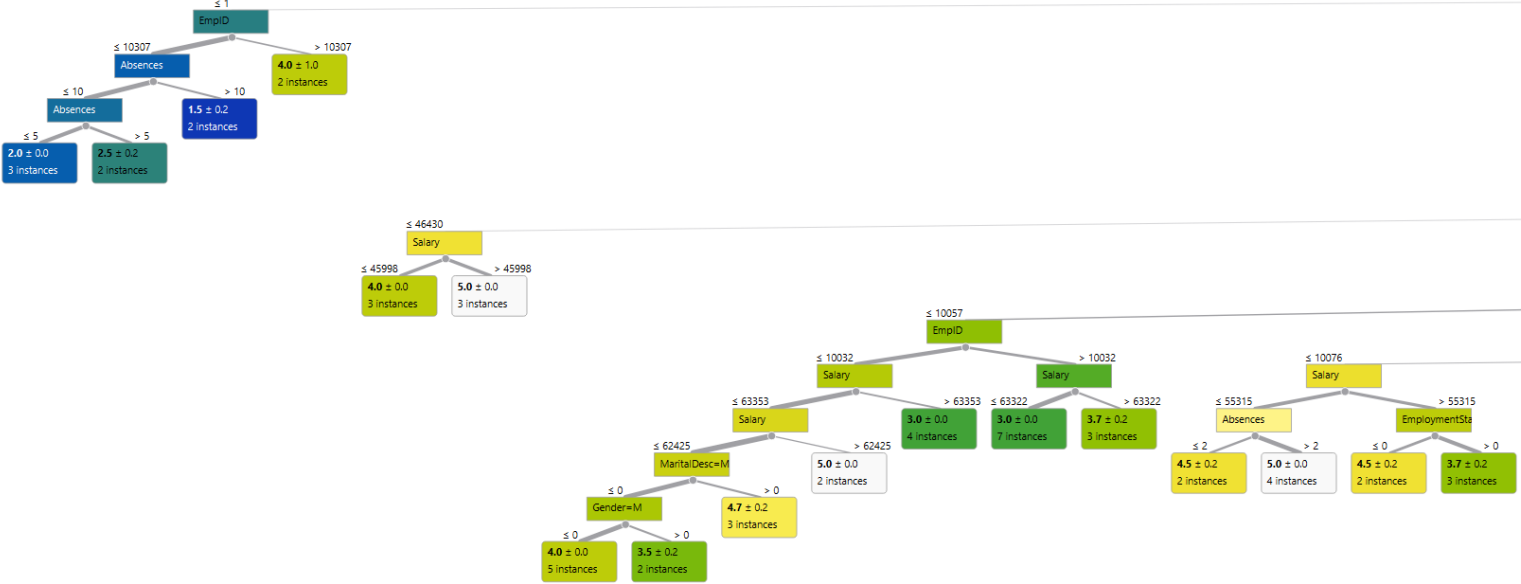 ≤ 1
EmpID
≤ 10307
> 10307
Absences
4.0 ± 1.0
2 instances
≤ 10
> 10
Absences
1.5 ± 0.2
2 instances
≤ 5
> 5
2.0 ± 0.0
3 instances
2.5 ± 0.2
2 instances
≤ 46430
Salary
≤ 45998
> 45998
4.0 ± 0.0
3 instances
5.0 ± 0.0
3 instances
≤ 10057
EmpID
≤ 10032
> 10032
Salary
Salary
≤ 63353
> 63353
≤ 63322
> 63322
Salary
3.0 ± 0.0
4 instances
3.0 ± 0.0
7 instances
3.7 ± 0.2
3 instances
≤ 62425
> 62425
MaritalDesc=M
5.0 ± 0.0
2 instances
≤ 0
> 0
Gender=M
4.7 ± 0.2
3 instances
≤ 0
> 0
4.0 ± 0.0
5 instances
3.5 ± 0.2
2 instances
≤ 10076
Salary
≤ 55315
> 55315
Absences
EmploymentSta
≤ 2
> 2
≤ 0
> 0
4.5 ± 0.2
2 instances
5.0 ± 0.0
4 instances
4.5 ± 0.2
2 instances
3.7 ± 0.2
3 instances